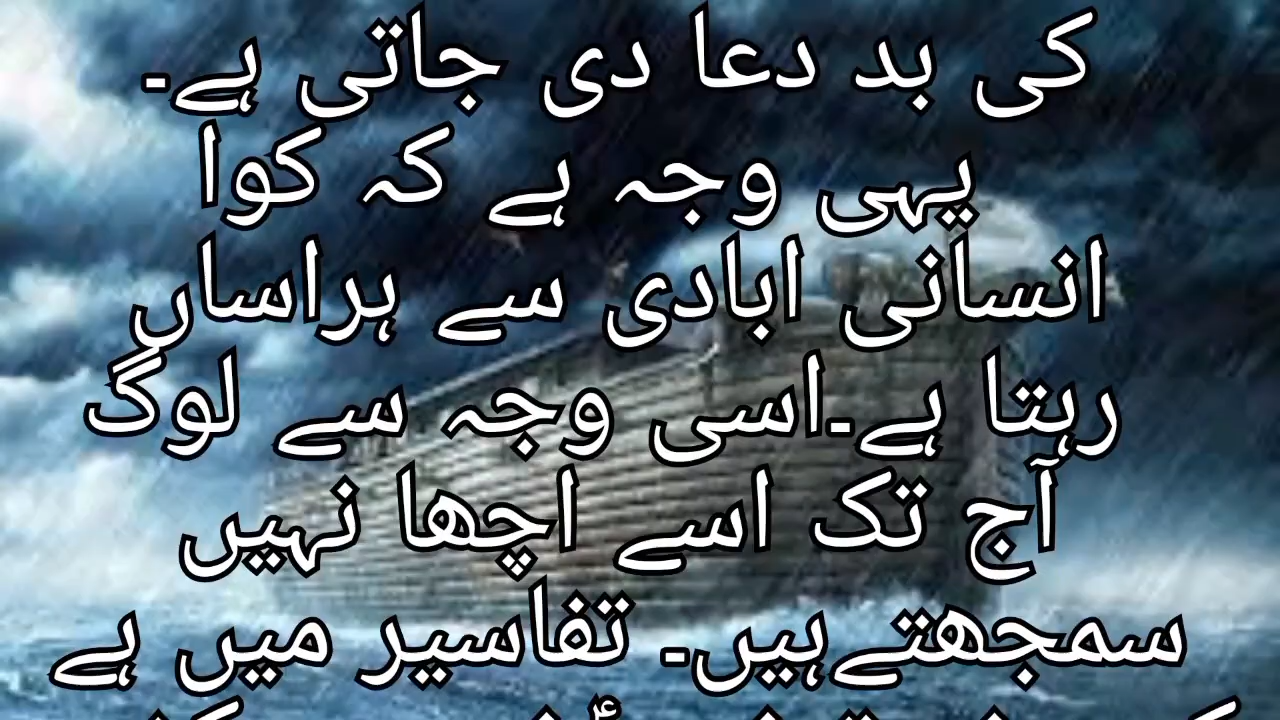 کی بد دعا دی جاتی ہے۔
یہی وجہ ہے کہ کوا
انسانی ابادی سے ہراساں
رہتا ہے۔اسی وجہ سے لوگ
آج تک اسے اچھا نہیں
سمجھتےہیں۔ تفاسیر میں ہے